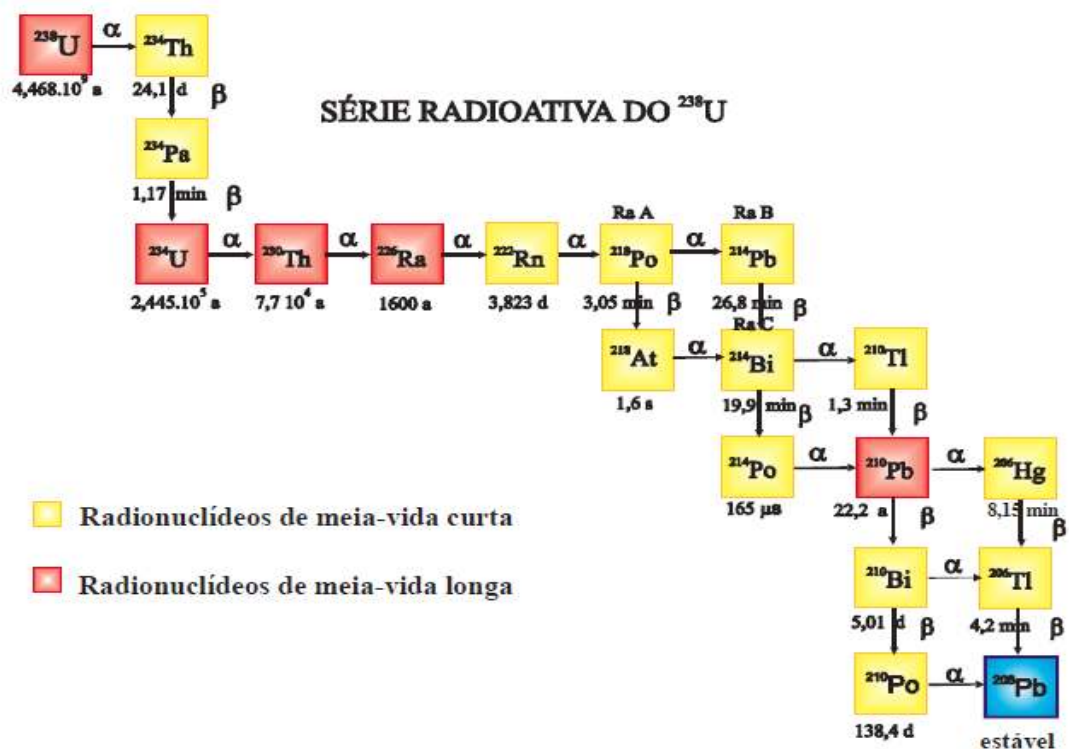 ²³⁸U α ²³⁴Th
4,468.10⁹ a 24,1 d β
SÉRIE RADIOATIVA DO ²³⁸U
²³⁴Pa
1,17 min β
Ra A Ra B
²³⁴U α ²³⁰Th α ²²⁶Ra α ²²²Rn α ²¹⁸Po α ²¹⁴Pb
2,445.10⁵ a 7,7 10⁴ a 1600 a 3,823 d 3,05 min β 26,8 min β
Ra C
²¹⁸At α ²¹⁴Bi α ²¹⁰Tl
1,6 s 19,9 min β 1,3 min β
²¹⁴Po α ²¹⁰Pb α ²⁰⁶Hg
165 µs 22,2 a β 8,15 min β
Radionuclídeos de meia-vida curta
Radionuclídeos de meia-vida longa
²¹⁰Bi α ²⁰⁶Tl
5,01 d β 4,2 min β
²¹⁰Po α Pb
138,4 d estável